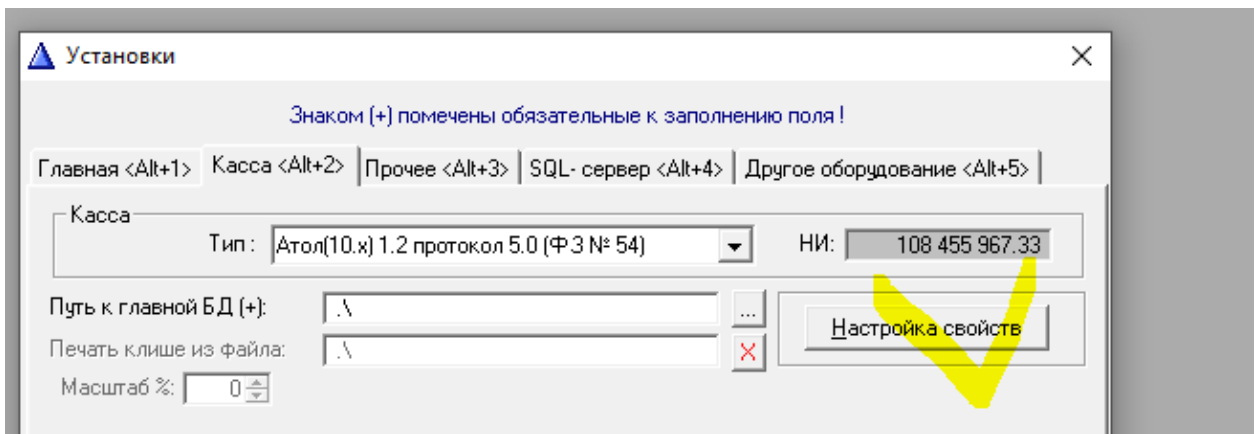 Установки
Знаком (+) помечены обязательные к заполнению поля !
Главная <Alt+1> Касса <Alt+2> Прочее <Alt+3> SQL- сервер <Alt+4> Другое оборудование <Alt+5>
Касса
Тип : Атол(10.x) 1.2 протокол 5.0 (ФЗ № 54) НИ: 108 455 967.33
Путь к главной БД (+): .\ ...
Настройка свойств
Печать клише из файла: .\
Масштаб %: 0